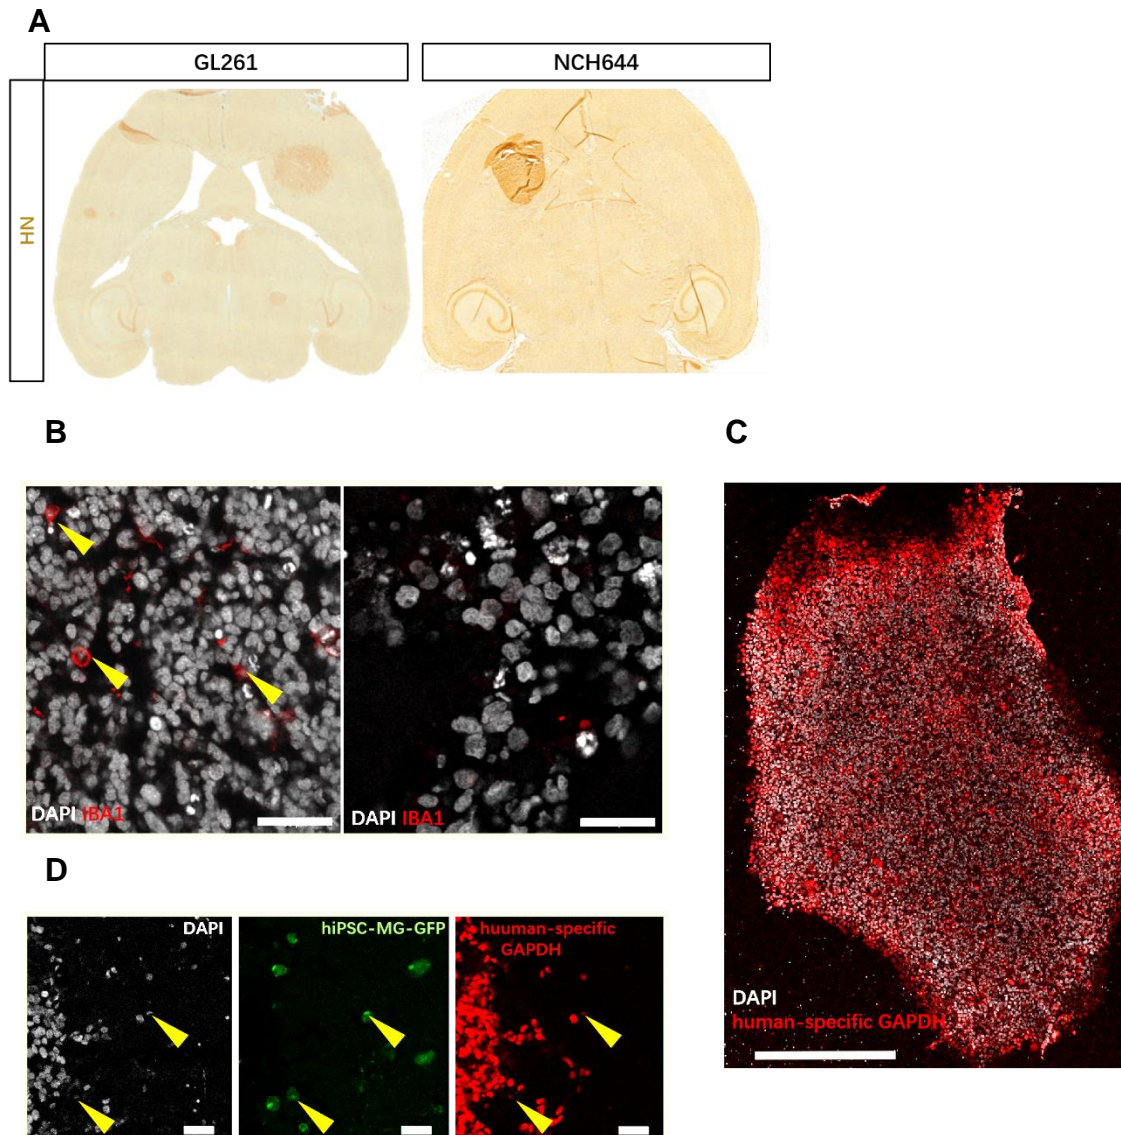 A
GL261
NCH644
HN
B
C
DAPI IBA1
DAPI IBA1
D
DAPI
hiPSC-MG-GFP
huuman-specific
GAPDH
DAPI
human-specific GAPDH